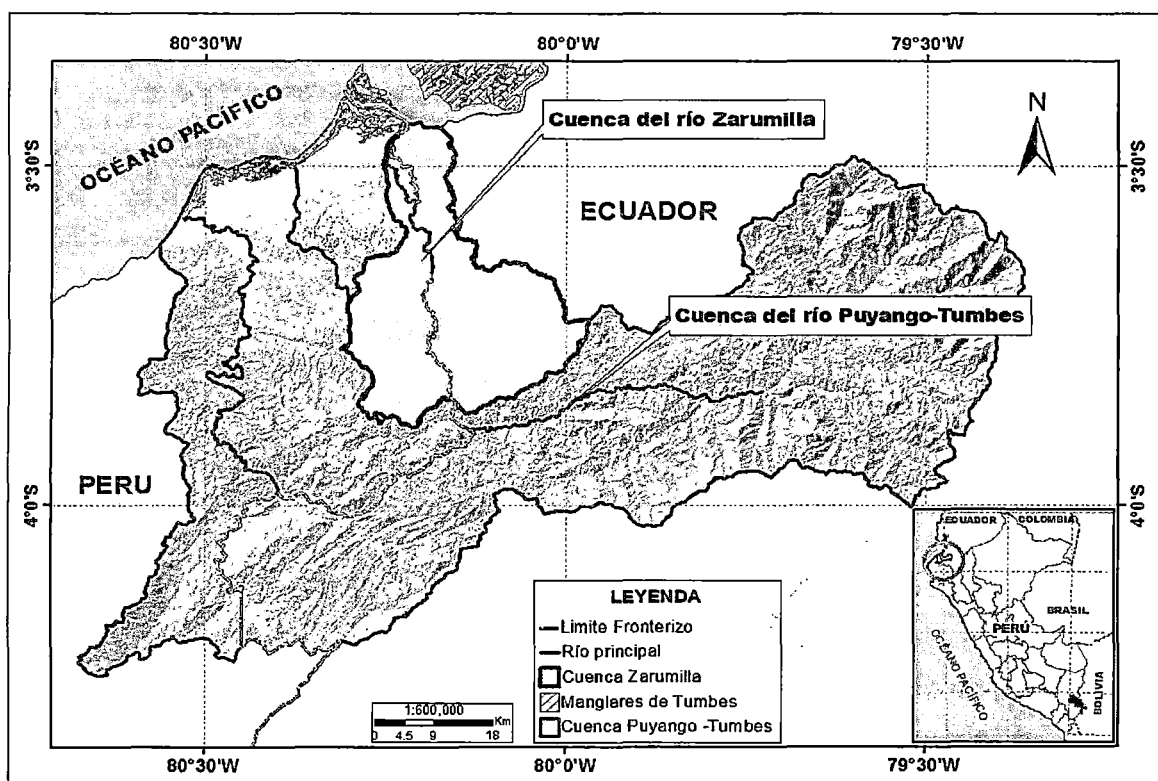 80°30'W
80°0'W
79°30'W
OCÉANO PACÍFICO
Cuenca del río Zarumilla
N
3°30'S
3°30'S
ECUADOR
Cuenca del río Puyango-Tumbes
PERU
4°0'S
4°0'S
LEYENDA
Limite Fronterizo
Río principal
Cuenca Zarumilla
Manglares de Tumbes
Cuenca Puyango -Tumbes
1:600,000
Km
0 4.5 9 18
ECUADOR
COLOMBIA
BRASIL
PERÚ
OCÉANO PACÍFICO
BOLIVIA
80°30'W
80°0'W
79°30'W